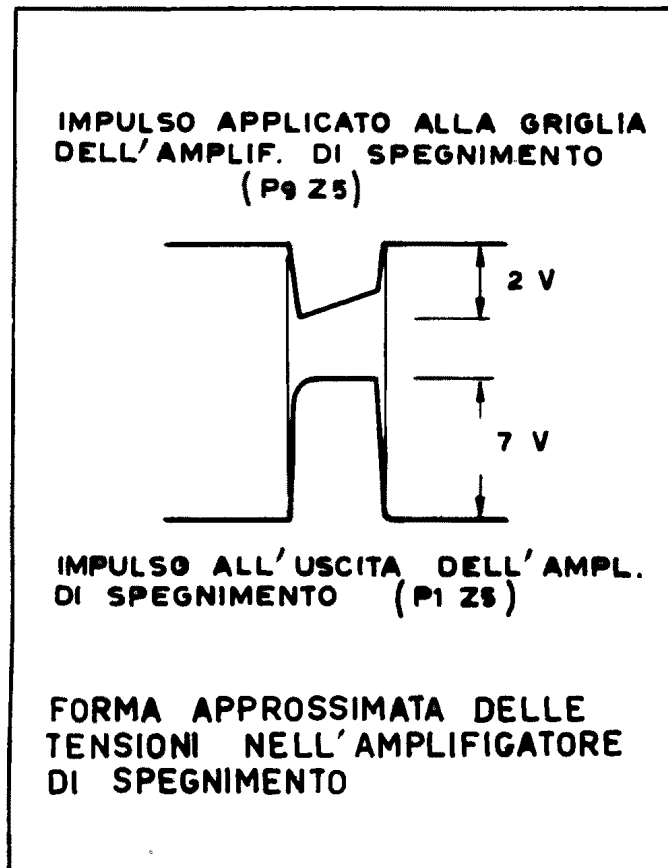 IMPULSO APPLICATO ALLA GRIGLIA
DELL'AMPLIF. DI SPEGNIMENTO
(P9 Z5)
2 V
7 V
IMPULSO ALL'USCITA DELL'AMPL.
DI SPEGNIMENTO (P1 Z5)
FORMA APPROSSIMATA DELLE
TENSIONI NELL'AMPLIFIGATORE
DI SPEGNIMENTO